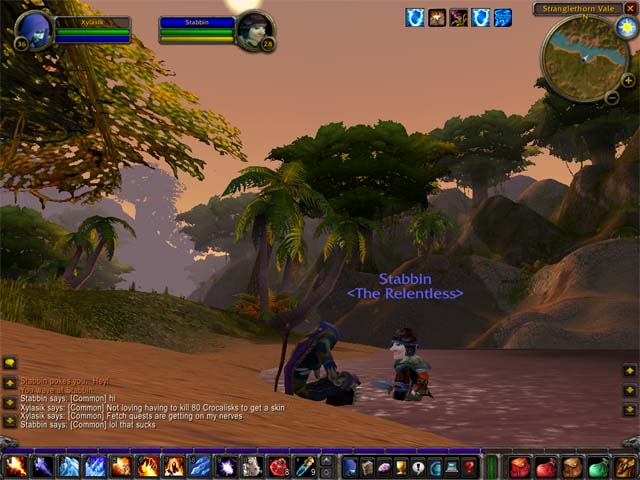 Xylasik
36
Stabbin
28
Stranglethorn Vale
N
Stabbin
<The Relentless>
Stabbin pokes you. Hey!
You wave at Stabbin.
Stabbin says: [Common] hi
Xylasik says: [Common] Not loving having to kill 80 Crocalisks to get a skin
Xylasik says: [Common] Fetch quests are getting on my nerves
Stabbin says: [Common] lol that sucks
8
9